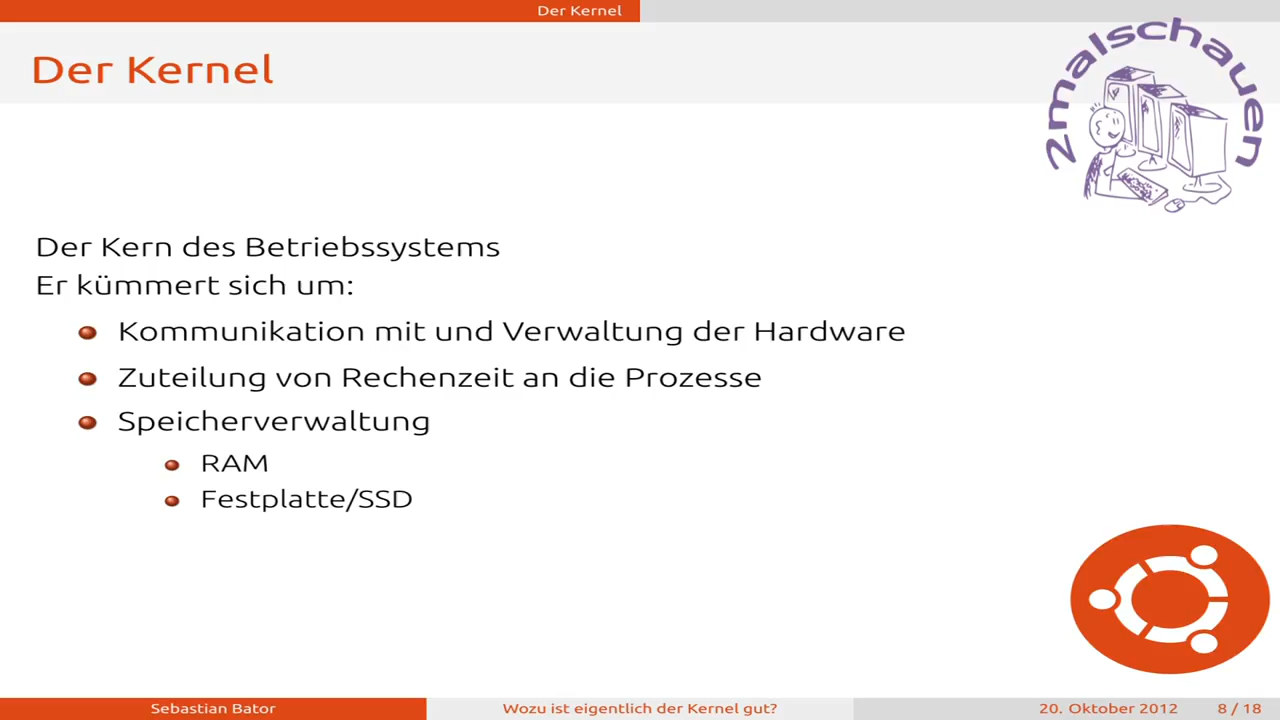 Der Kernel
Der Kernel
2malschauen
Der Kern des Betriebssystems
Er kümmert sich um:
Kommunikation mit und Verwaltung der Hardware
Zuteilung von Rechenzeit an die Prozesse
Speicherverwaltung
RAM
Festplatte/SSD
Sebastian Bator
Wozu ist eigentlich der Kernel gut?
20. Oktober 2012
8 / 18